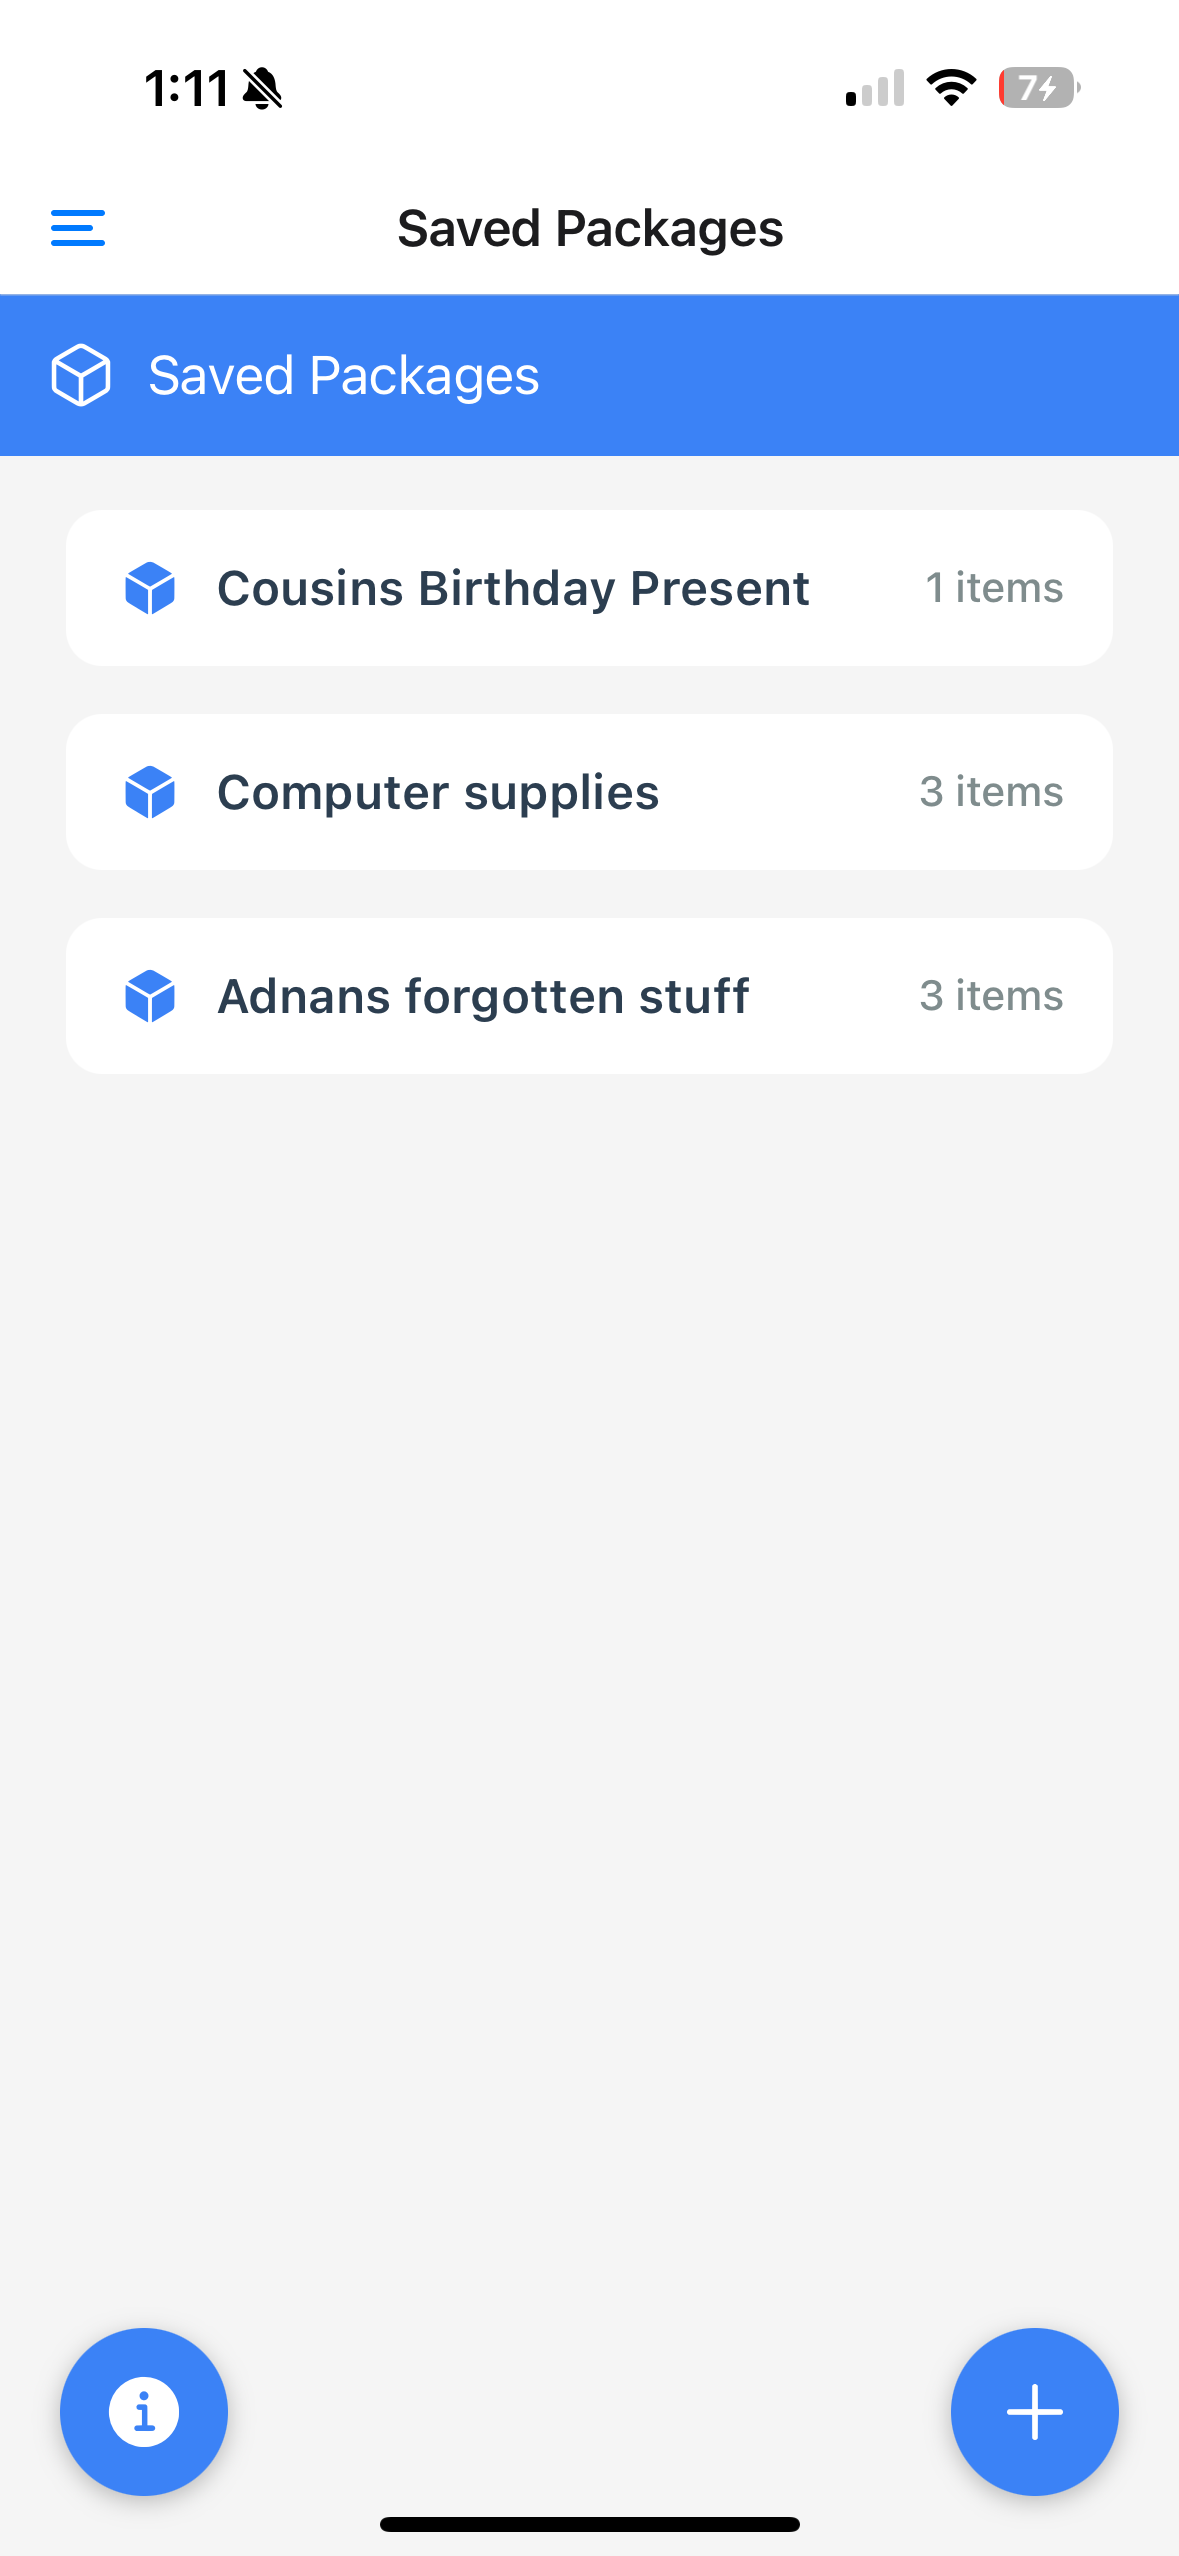 1:11
7
Saved Packages
Saved Packages
Cousins Birthday Present 1 items
Computer supplies 3 items
Adnans forgotten stuff 3 items